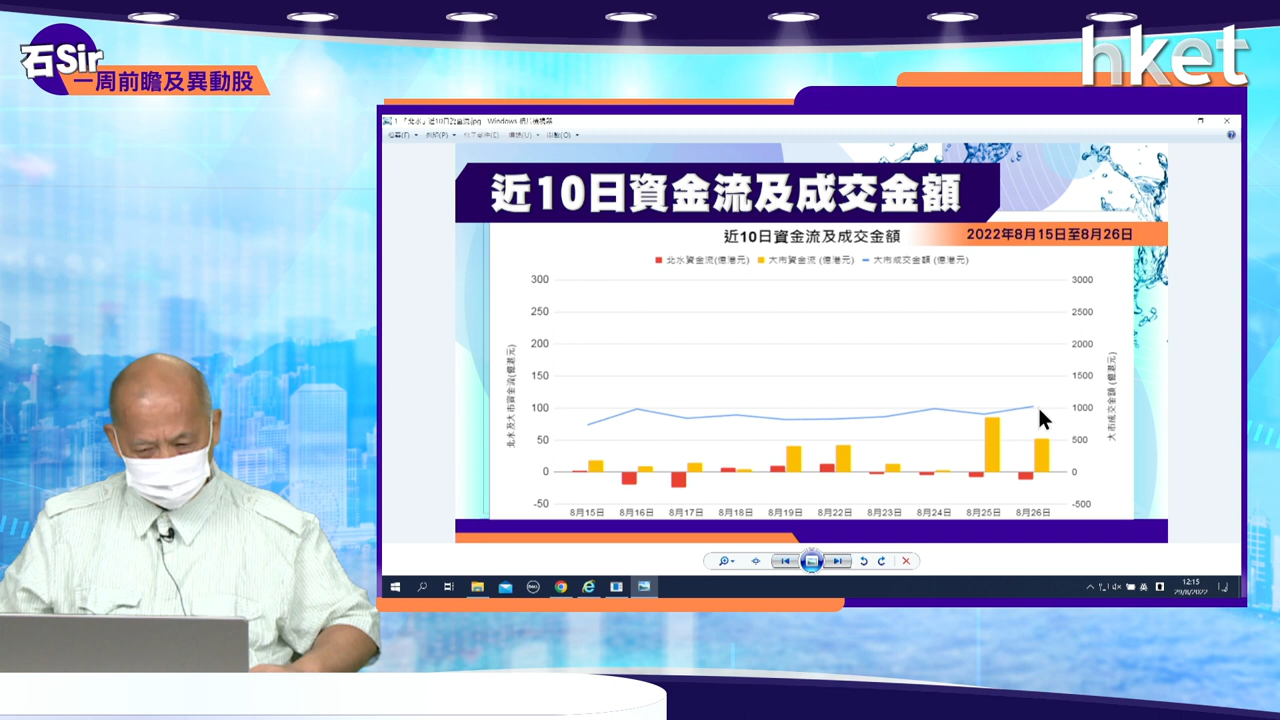 石Sir
一周前瞻及異動股
hket
近10日資金流及成交金額
近10日資金流及成交金額
2022年8月15日至8月26日
北水資金流(億港元) 大市資金流 (億港元) 大市成交金額 (億港元)
北水及大市資金流(億港元)
大市成交金額 (億港元)
300 3000
250 2500
200 2000
150 1500
100 1000
50 500
0 0
-50 -500
8月15日 8月16日 8月17日 8月18日 8月19日 8月22日 8月23日 8月24日 8月25日 8月26日
12:15
29/8/2022